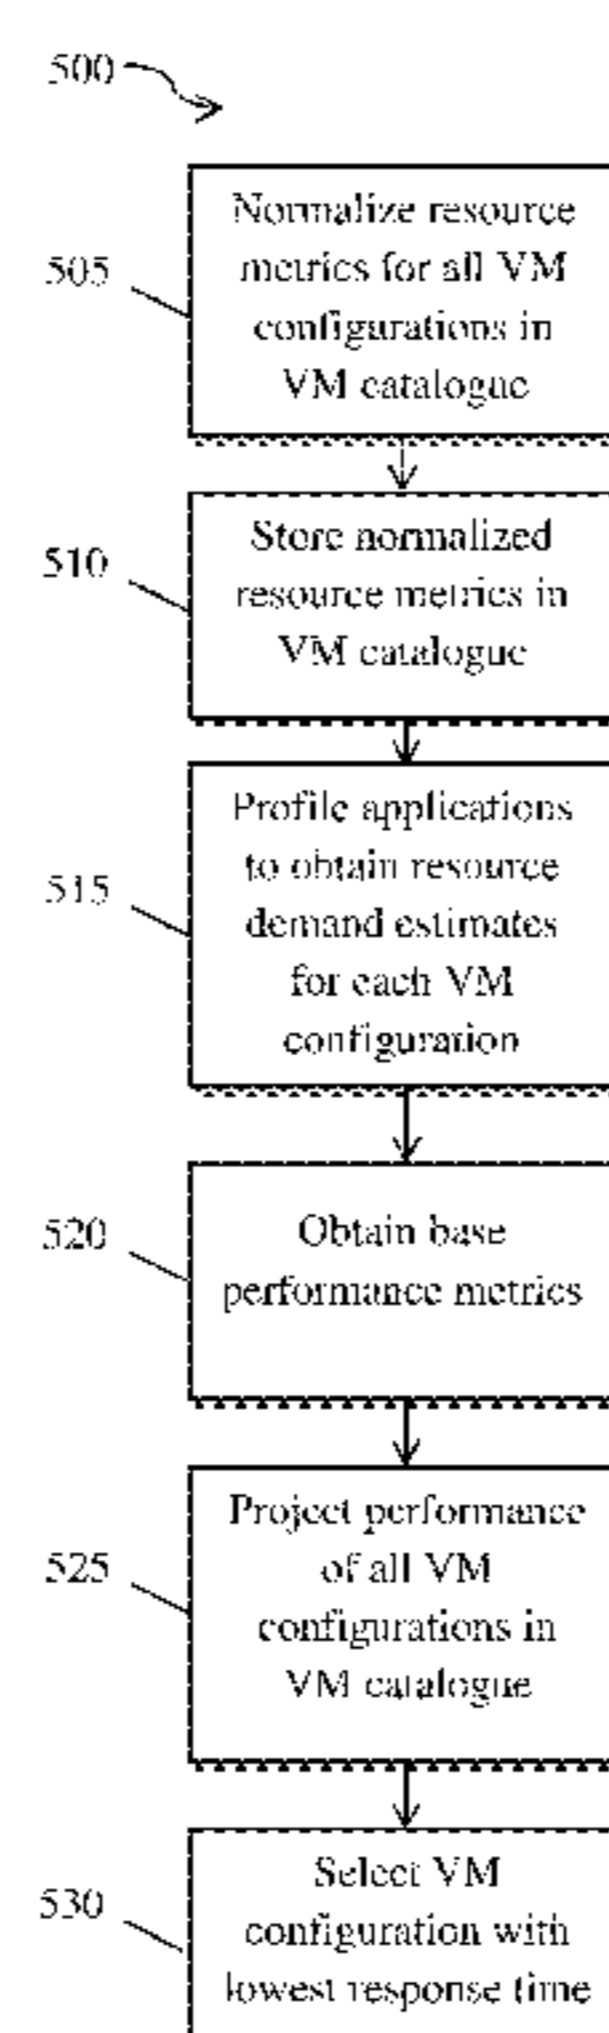 500
505
Normalize resource
metrics for all VM
configurations in
VM catalogue
510
Store normalized
resource metrics in
VM catalogue
515
Profile applications
to obtain resource
demand estimates
for each VM
configuration
520
Obtain base
performance metrics
525
Project performance
of all VM
configurations in
VM catalogue
530
Select VM
configuration with
lowest response time